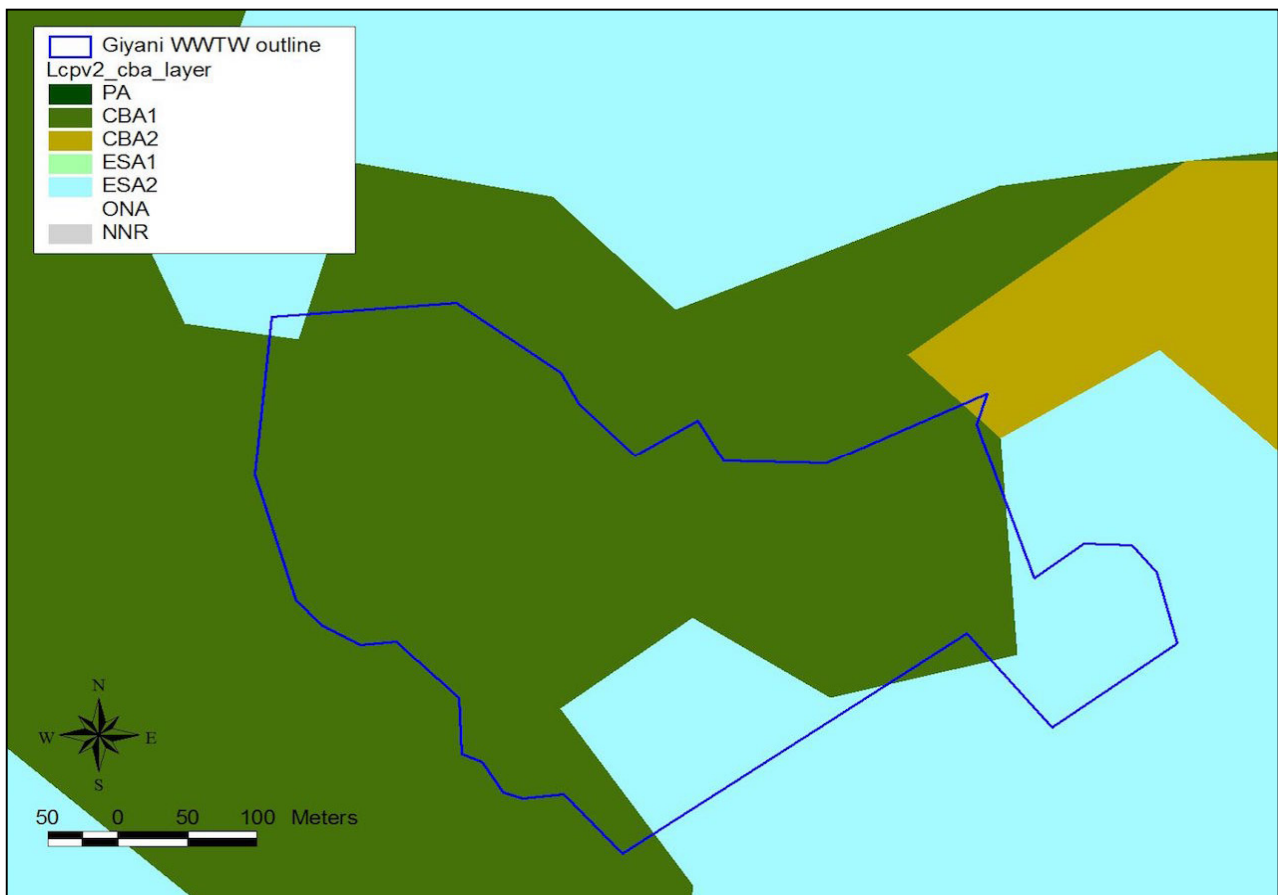 Giyani WWTW outline
Lcpv2_cba_layer
PA
CBA1
CBA2
ESA1
ESA2
ONA
NNR
N
W E
S
50 0 50 100 Meters